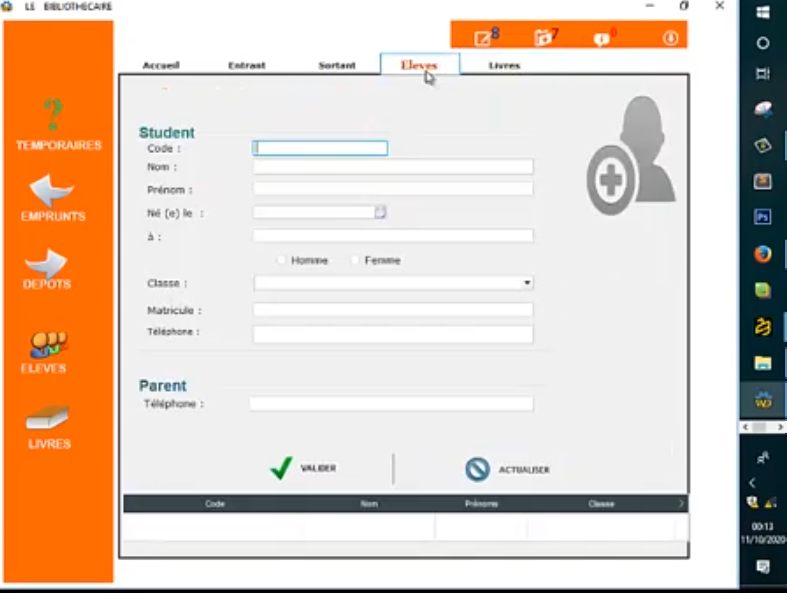 LE BIBLIOTHECAIRE
8 7
Accueil Entrant Sortant Eleves Livres
TEMPORAIRES
EMPRUNTS
DEPOTS
ELEVES
LIVRES
Student
Code :
Nom :
Prénom :
Né (e) le :
à :
Homme Femme
Classe :
Matricule :
Téléphone :
Parent
Téléphone :
VALIDER ACTUALISER
Code Nom Prénoms Classe
Ps
WD
00:13
11/10/2020